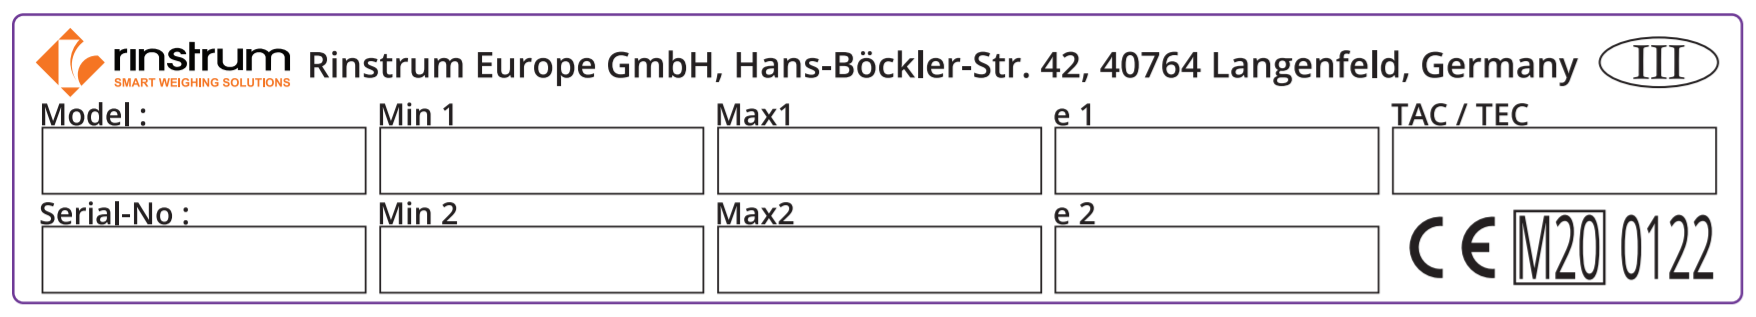 rinstrum
SMART WEIGHING SOLUTIONS
Rinstrum Europe GmbH, Hans-Böckler-Str. 42, 40764 Langenfeld, Germany
III
Model : Min 1 Max1 e 1 TAC / TEC
Serial-No : Min 2 Max2 e 2
CE M20 0122